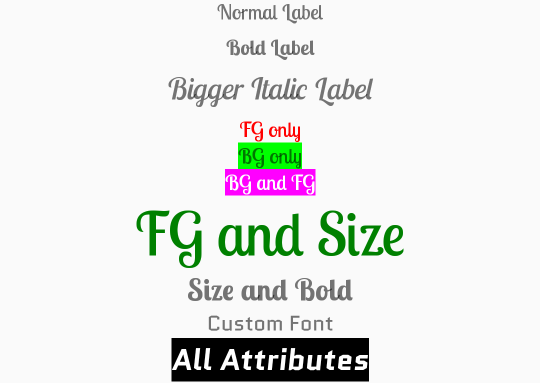 Normal Label
Bold Label
Bigger Italic Label
FG only
BG only
BG and FG
FG and Size
Size and Bold
Custom Font
All Attributes